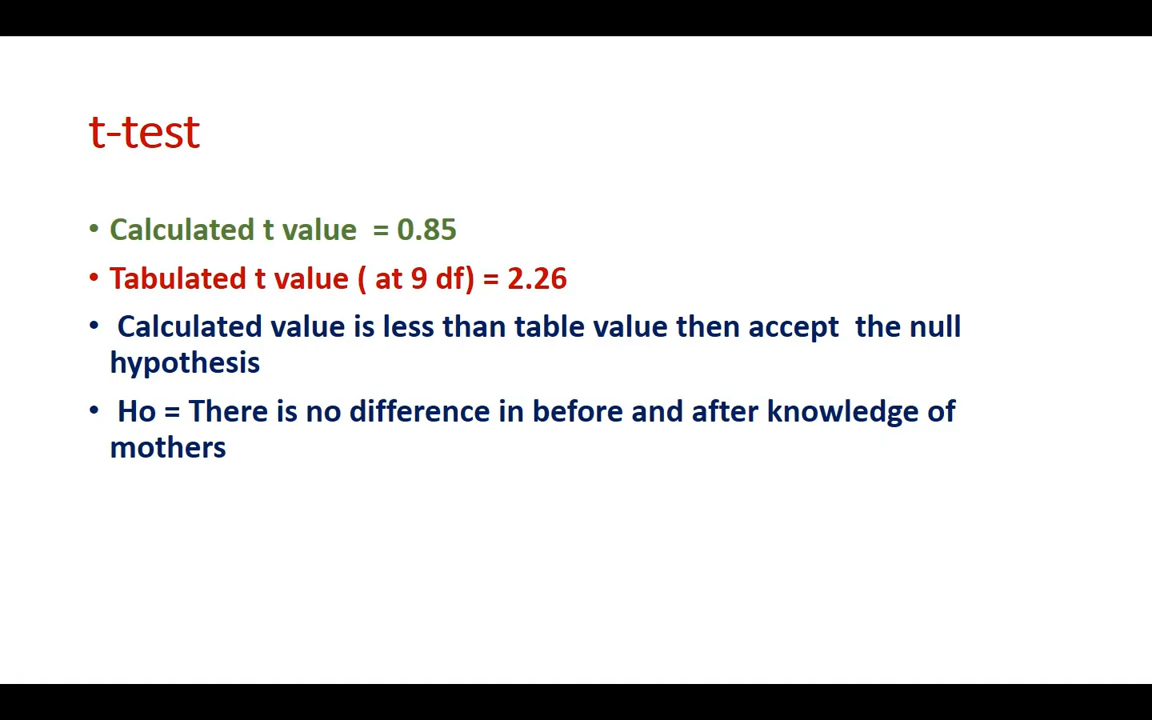 t-test
• Calculated t value  = 0.85
• Tabulated t value ( at 9 df) = 2.26
•  Calculated value is less than table value then accept  the null
hypothesis
•  Ho = There is no difference in before and after knowledge of
mothers